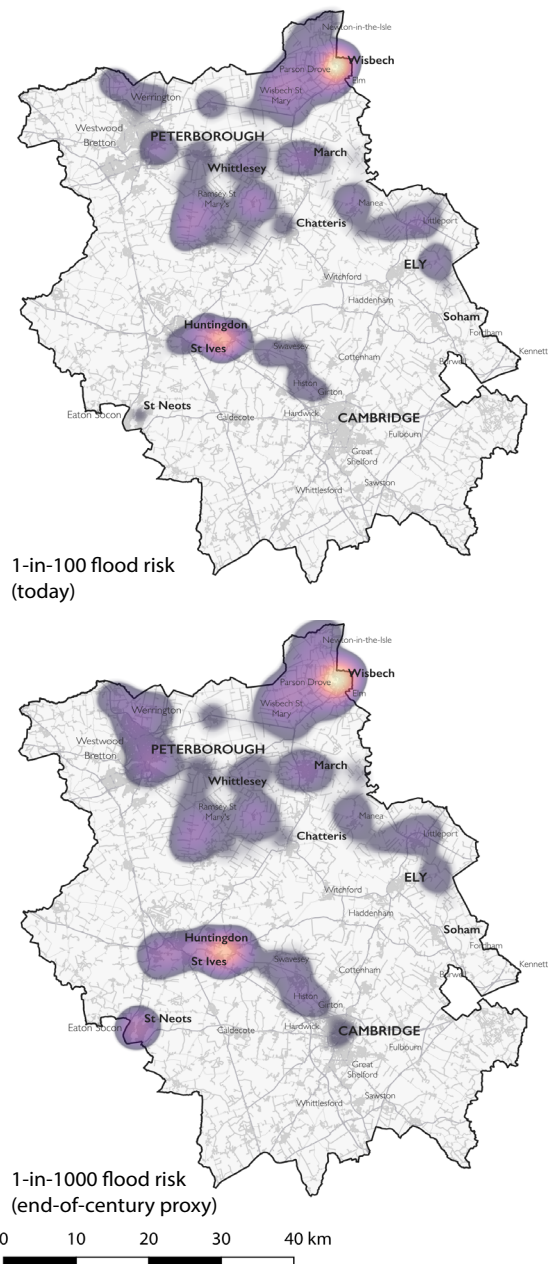 Newton-in-the-Isle
Wisbech
Parson Drove
Elm
Wisbech St
Mary
Werrington
Westwood
PETERBOROUGH
Bretton
March
Whittlesey
Ramsey St
Mary's
Manea
Littleport
Chatteris
ELY
Witchford
Haddenham
Soham
Fordham
Huntingdon
St Ives
Swavesey
Kennett
Cottenham
Burwell
Histon
Girton
St Neots
Eaton Socon
Caldecote
Hardwick
CAMBRIDGE
Fulbourn
Great
Shelford
Sawston
Whittlesford
1-in-100 flood risk
(today)
Newton-in-the-Isle
Wisbech
Parson Drove
Elm
Wisbech St
Mary
Werrington
Westwood
PETERBOROUGH
Bretton
March
Whittlesey
Ramsey St
Mary's
Manea
Littleport
Chatteris
ELY
Witchford
Haddenham
Soham
Huntingdon
Fordham
St Ives
Swavesey
Kennett
Cottenham
Burwell
Histon
Girton
St Neots
Eaton Socon
Caldecote
Hardwick
CAMBRIDGE
Fulbourn
Great
Shelford
Sawston
Whittlesford
1-in-1000 flood risk
(end-of-century proxy)
0 10 20 30 40 km